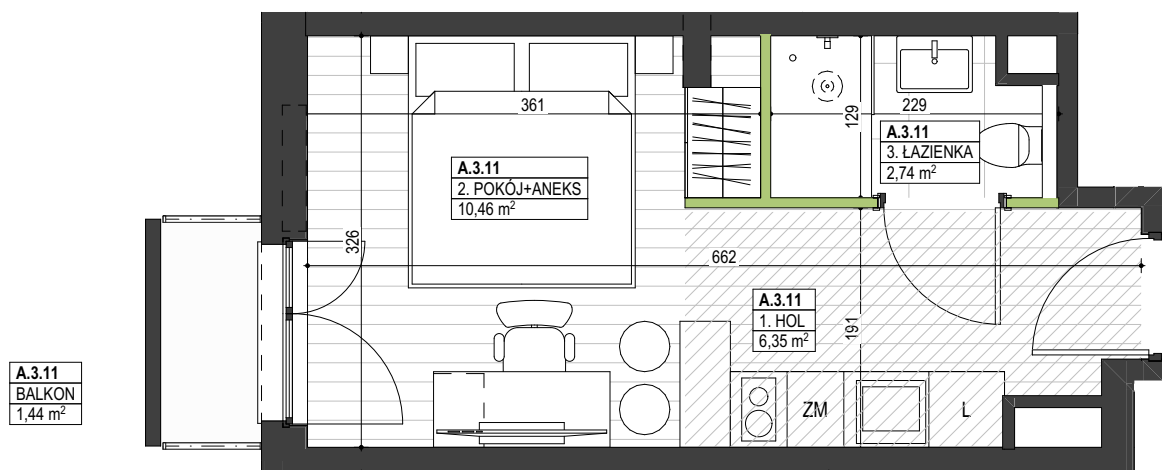 361
129
229
A.3.11
3. ŁAZIENKA
2,74 m²
A.3.11
2. POKÓJ+ANEKS
10,46 m²
326
662
A.3.11
1. HOL
6,35 m²
191
A.3.11
BALKON
1,44 m²
ZM
L